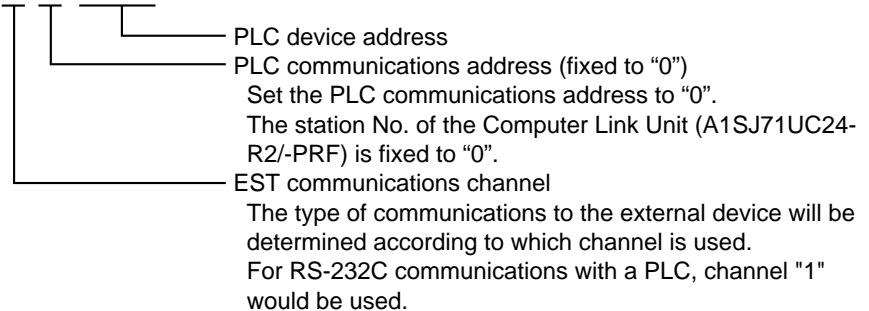 PLC device address
PLC communications address (fixed to “0”)
Set the PLC communications address to “0”.
The station No. of the Computer Link Unit (A1SJ71UC24-
R2/-PRF) is fixed to “0”.
EST communications channel
The type of communications to the external device will be
determined according to which channel is used.
For RS-232C communications with a PLC, channel "1"
would be used.